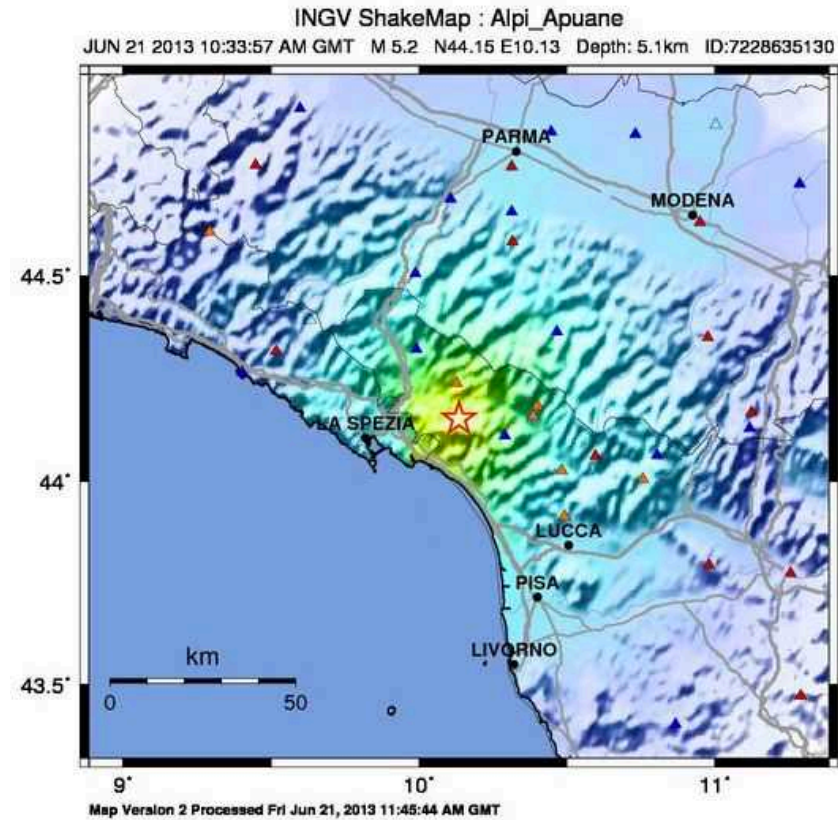 INGV ShakeMap : Alpi_Apuane
JUN 21 2013 10:33:57 AM GMT M 5.2 N44.15 E10.13 Depth: 5.1km ID:7228635130
PARMA
MODENA
44.5˚
LA SPEZIA
44˚
LUCCA
PISA
km
LIVORNO
43.5˚
0 50
9˚ 10˚ 11˚
Map Version 2 Processed Fri Jun 21, 2013 11:45:44 AM GMT